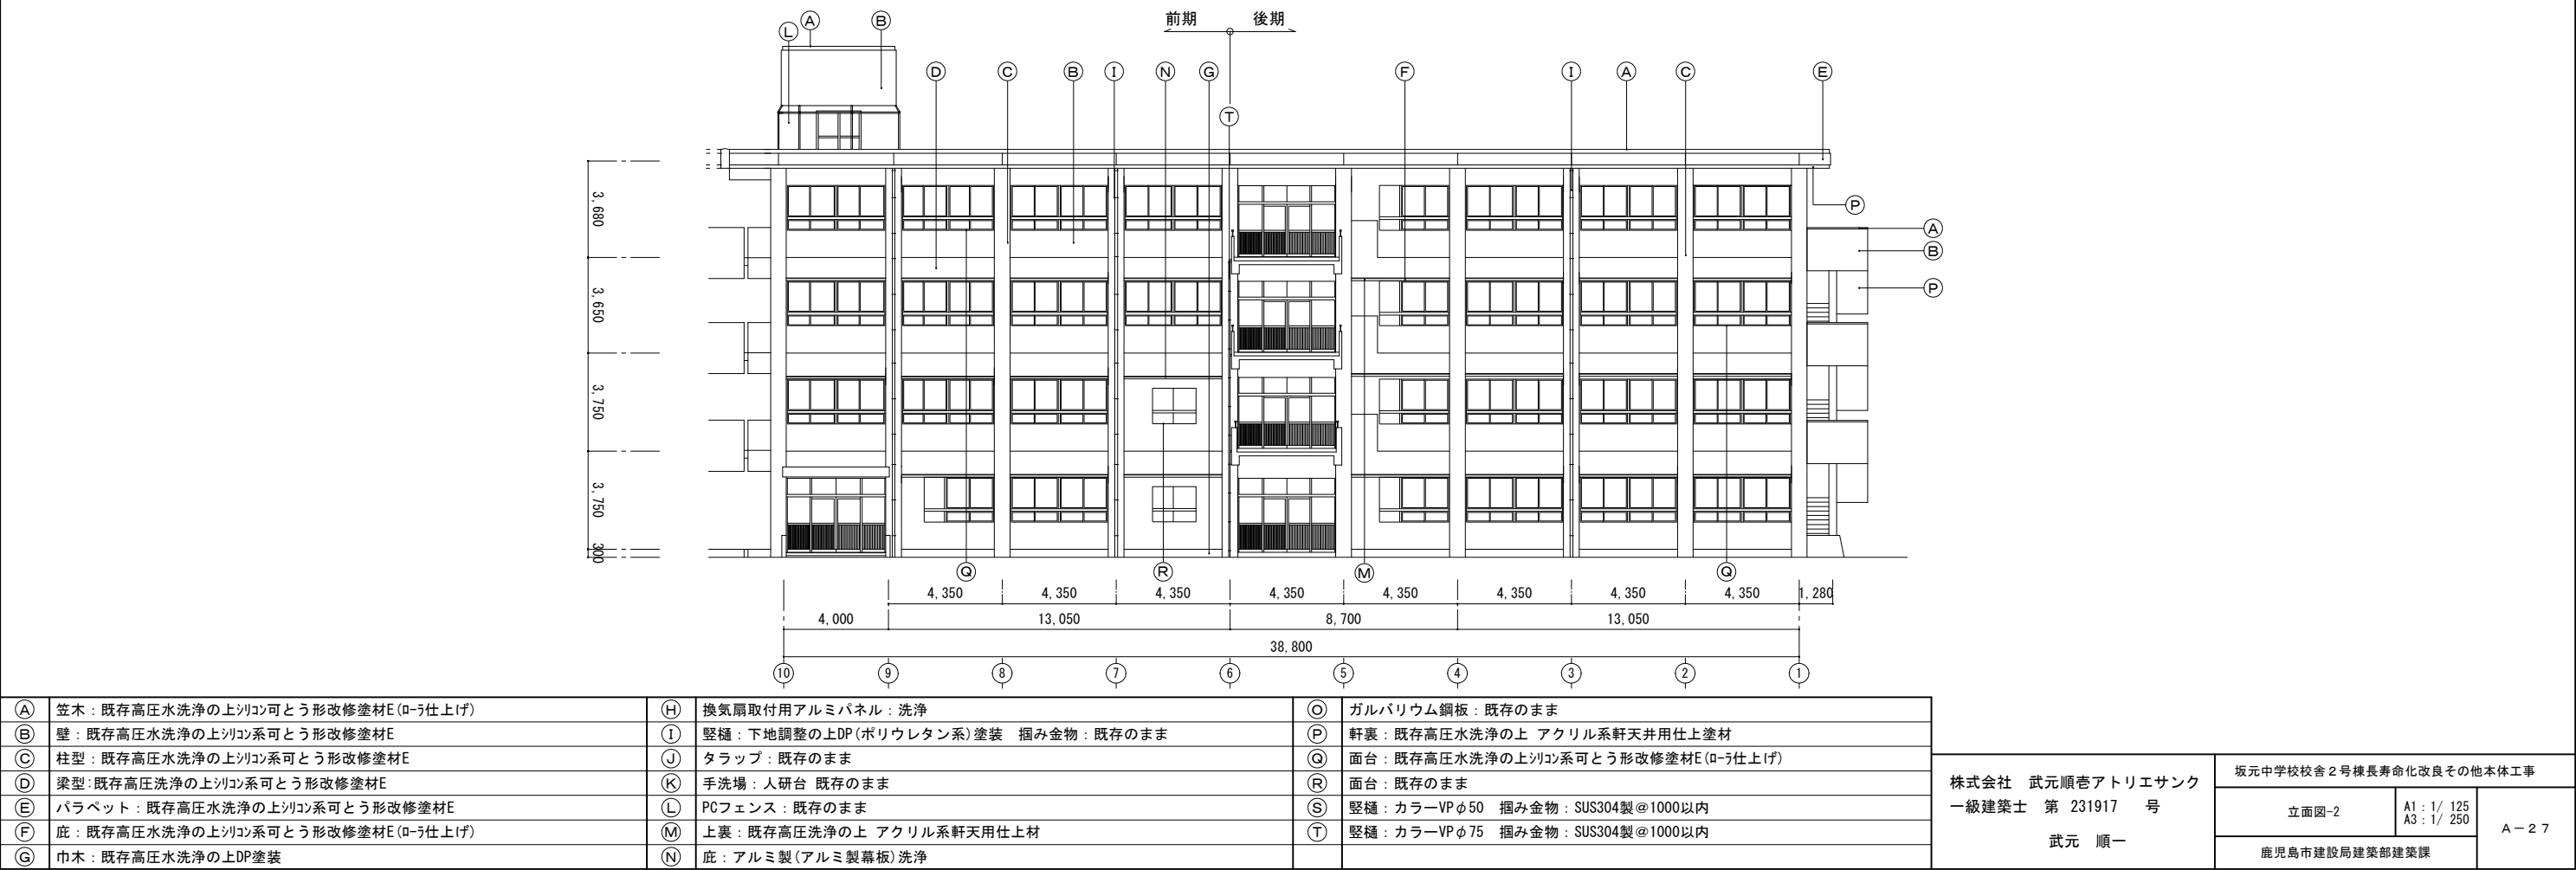 前期 後期
L A B
D C B I N G F I A C E
T
P
A
B
P
3,680
3,650
3,750
3,750
300
Q R M Q
4,350 4,350 4,350 4,350 4,350 4,350 4,350 4,350 1,280
4,000 13,050 8,700 13,050
38,800
10 9 8 7 6 5 4 3 2 1
A 笠木：既存高圧水洗浄の上ｼﾘｺﾝ可とう形改修塗材E(ﾛｰﾗ仕上げ)
B 壁：既存高圧水洗浄の上ｼﾘｺﾝ系可とう形改修塗材E
C 柱型：既存高圧水洗浄の上ｼﾘｺﾝ系可とう形改修塗材E
D 梁型:既存高圧洗浄の上ｼﾘｺﾝ系可とう形改修塗材E
E パラペット：既存高圧水洗浄の上ｼﾘｺﾝ系可とう形改修塗材E
F 庇：既存高圧水洗浄の上ｼﾘｺﾝ系可とう形改修塗材E(ﾛｰﾗ仕上げ)
G 巾木：既存高圧水洗浄の上DP塗装
H 換気扇取付用アルミパネル：洗浄
I 竪樋：下地調整の上DP(ポリウレタン系)塗装　掴み金物：既存のまま
J タラップ：既存のまま
K 手洗場：人研台 既存のまま
L PCフェンス：既存のまま
M 上裏：既存高圧洗浄の上 アクリル系軒天用仕上材
N 庇：アルミ製(アルミ製幕板)洗浄
O ガルバリウム鋼板：既存のまま
P 軒裏：既存高圧水洗浄の上 アクリル系軒天井用仕上塗材
Q 面台：既存高圧水洗浄の上ｼﾘｺﾝ系可とう形改修塗材E(ﾛｰﾗ仕上げ)
R 面台：既存のまま
S 竪樋：カラーVPφ50　掴み金物：SUS304製@1000以内
T 竪樋：カラーVPφ75　掴み金物：SUS304製@1000以内
株式会社　武元順壱アトリエサンク
一級建築士　第 231917　号
武元　順一
坂元中学校校舎２号棟長寿命化改良その他本体工事
立面図-2
A1：1/ 125
A3：1/ 250
A－27
鹿児島市建設局建築部建築課